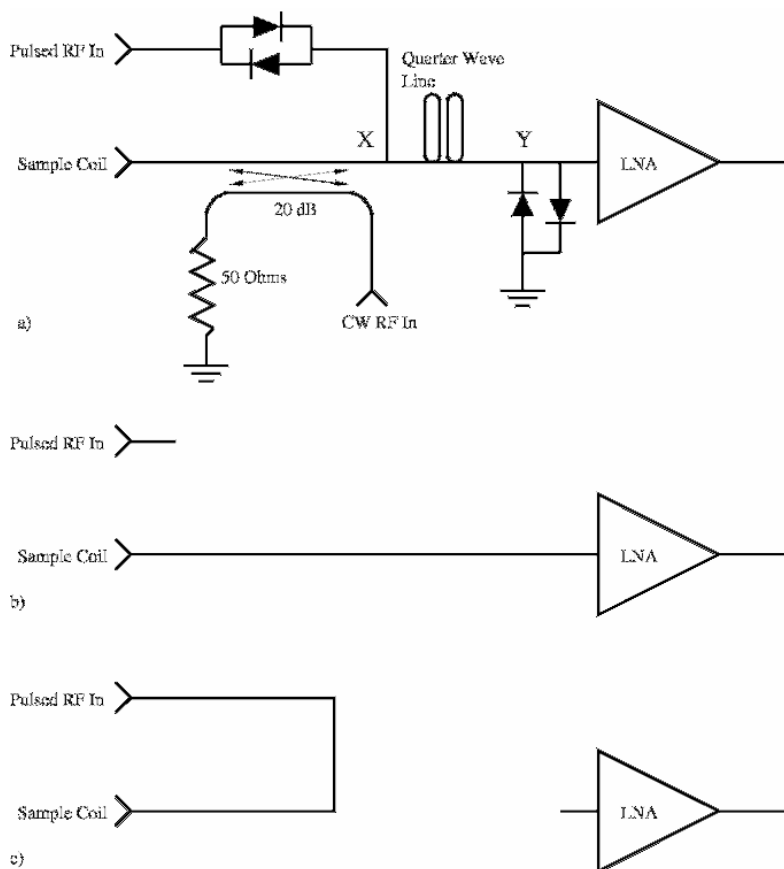 Pulsed RF In
Quarter Wave
Line
X
Y
Sample Coil
LNA
20 dB
50 Ohms
CW RF In
a)
Pulsed RF In
Sample Coil
LNA
b)
Pulsed RF In
Sample Coil
LNA
c)